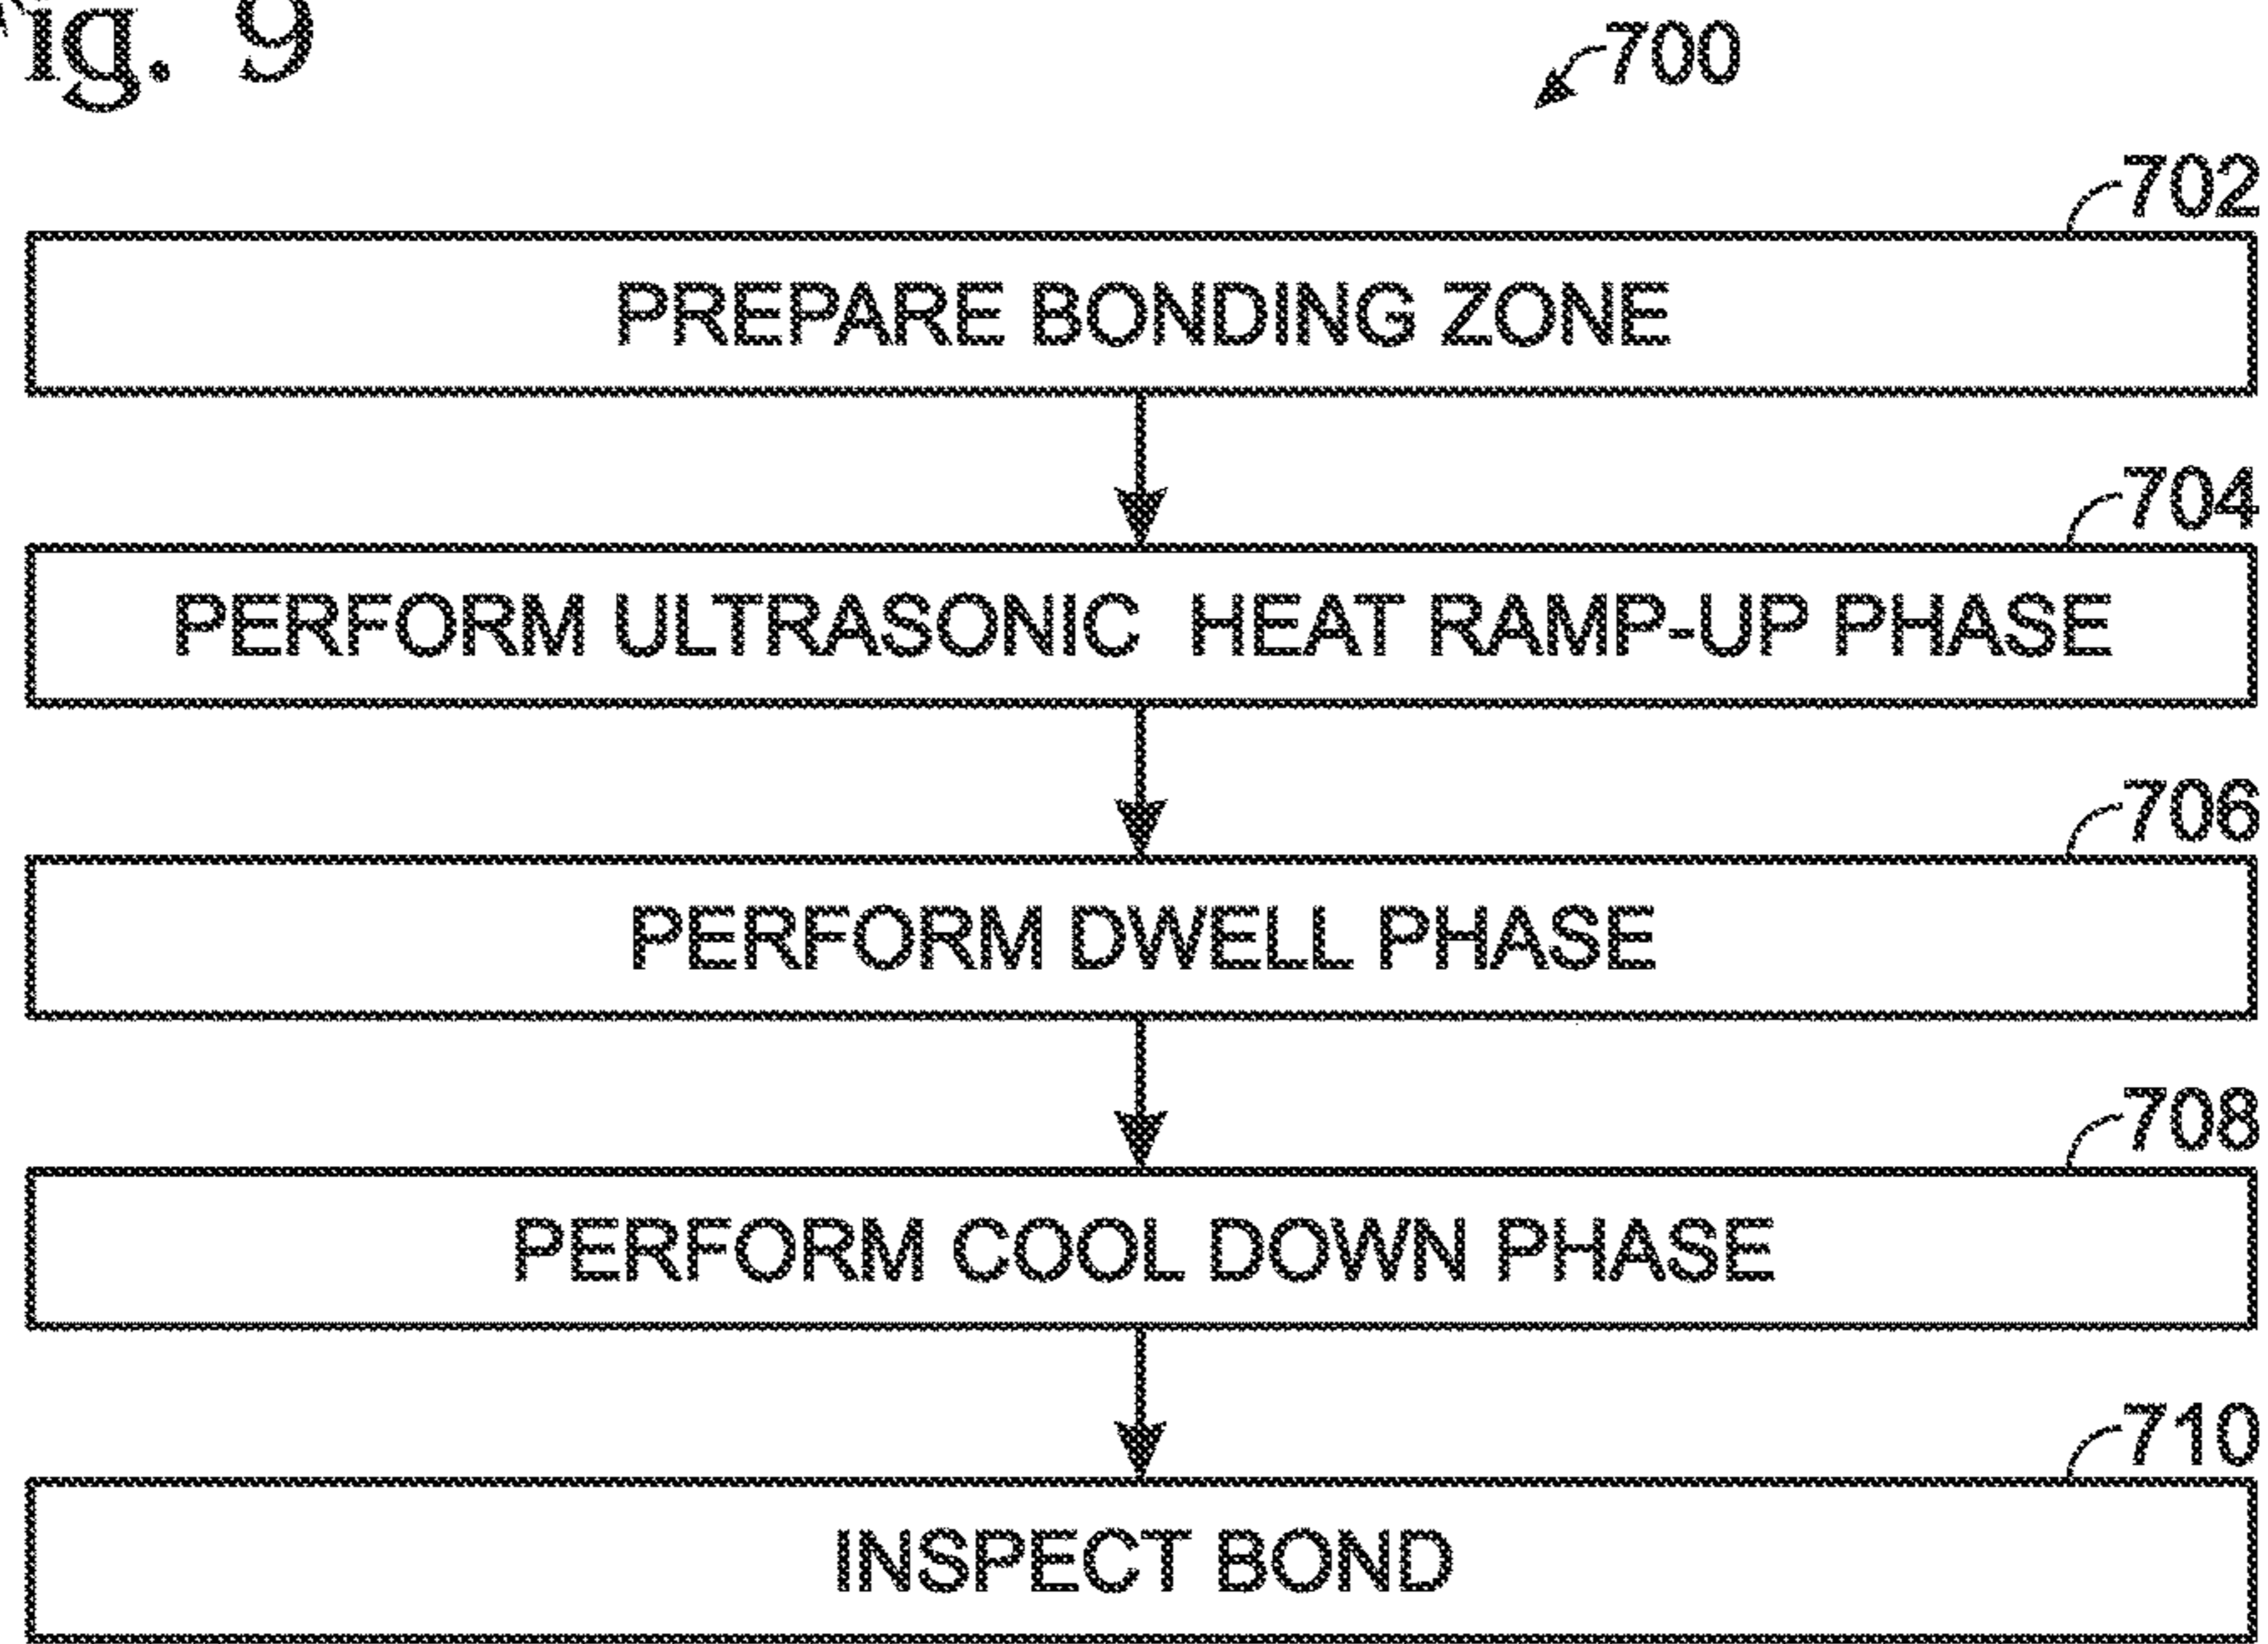 Fig. 9
700
702
PREPARE BONDING ZONE
704
PERFORM ULTRASONIC HEAT RAMP-UP PHASE
706
PERFORM DWELL PHASE
708
PERFORM COOL DOWN PHASE
710
INSPECT BOND